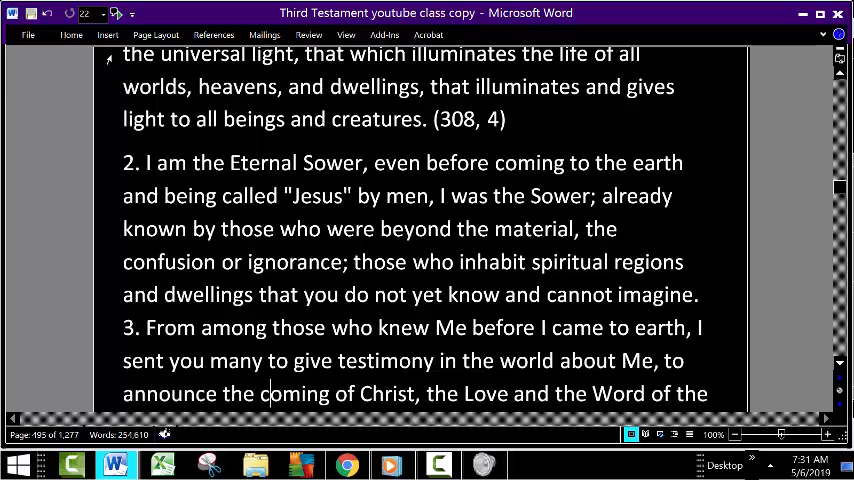 22
Third Testament youtube class copy - Microsoft Word
File Home Insert Page Layout References Mailings Review View Add-Ins Acrobat
the universal light, that which illuminates the life of all
worlds, heavens, and dwellings, that illuminates and gives
light to all beings and creatures. (308, 4)
2. I am the Eternal Sower, even before coming to the earth
and being called "Jesus" by men, I was the Sower; already
known by those who were beyond the material, the
confusion or ignorance; those who inhabit spiritual regions
and dwellings that you do not yet know and cannot imagine.
3. From among those who knew Me before I came to earth, I
sent you many to give testimony in the world about Me, to
announce the coming of Christ, the Love and the Word of the
Page: 495 of 1,277 Words: 254,610 100%
Desktop
7:31 AM
5/6/2019